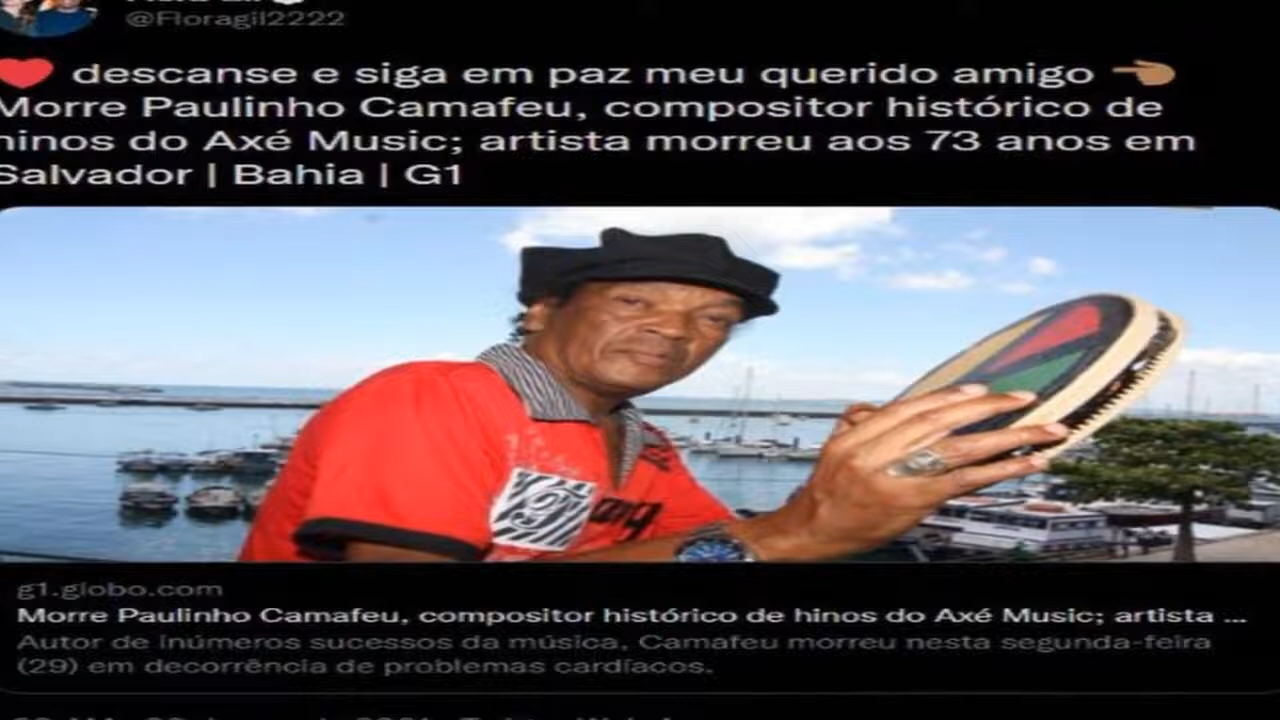 @Floragil2222
❤️ descanse e siga em paz meu querido amigo 👈🏽
Morre Paulinho Camafeu, compositor histórico de
hinos do Axé Music; artista morreu aos 73 anos em
Salvador | Bahia | G1
g1.globo.com
Morre Paulinho Camafeu, compositor histórico de hinos do Axé Music; artista ...
Autor de inúmeros sucessos da música, Camafeu morreu nesta segunda-feira
(29) em decorrência de problemas cardíacos.